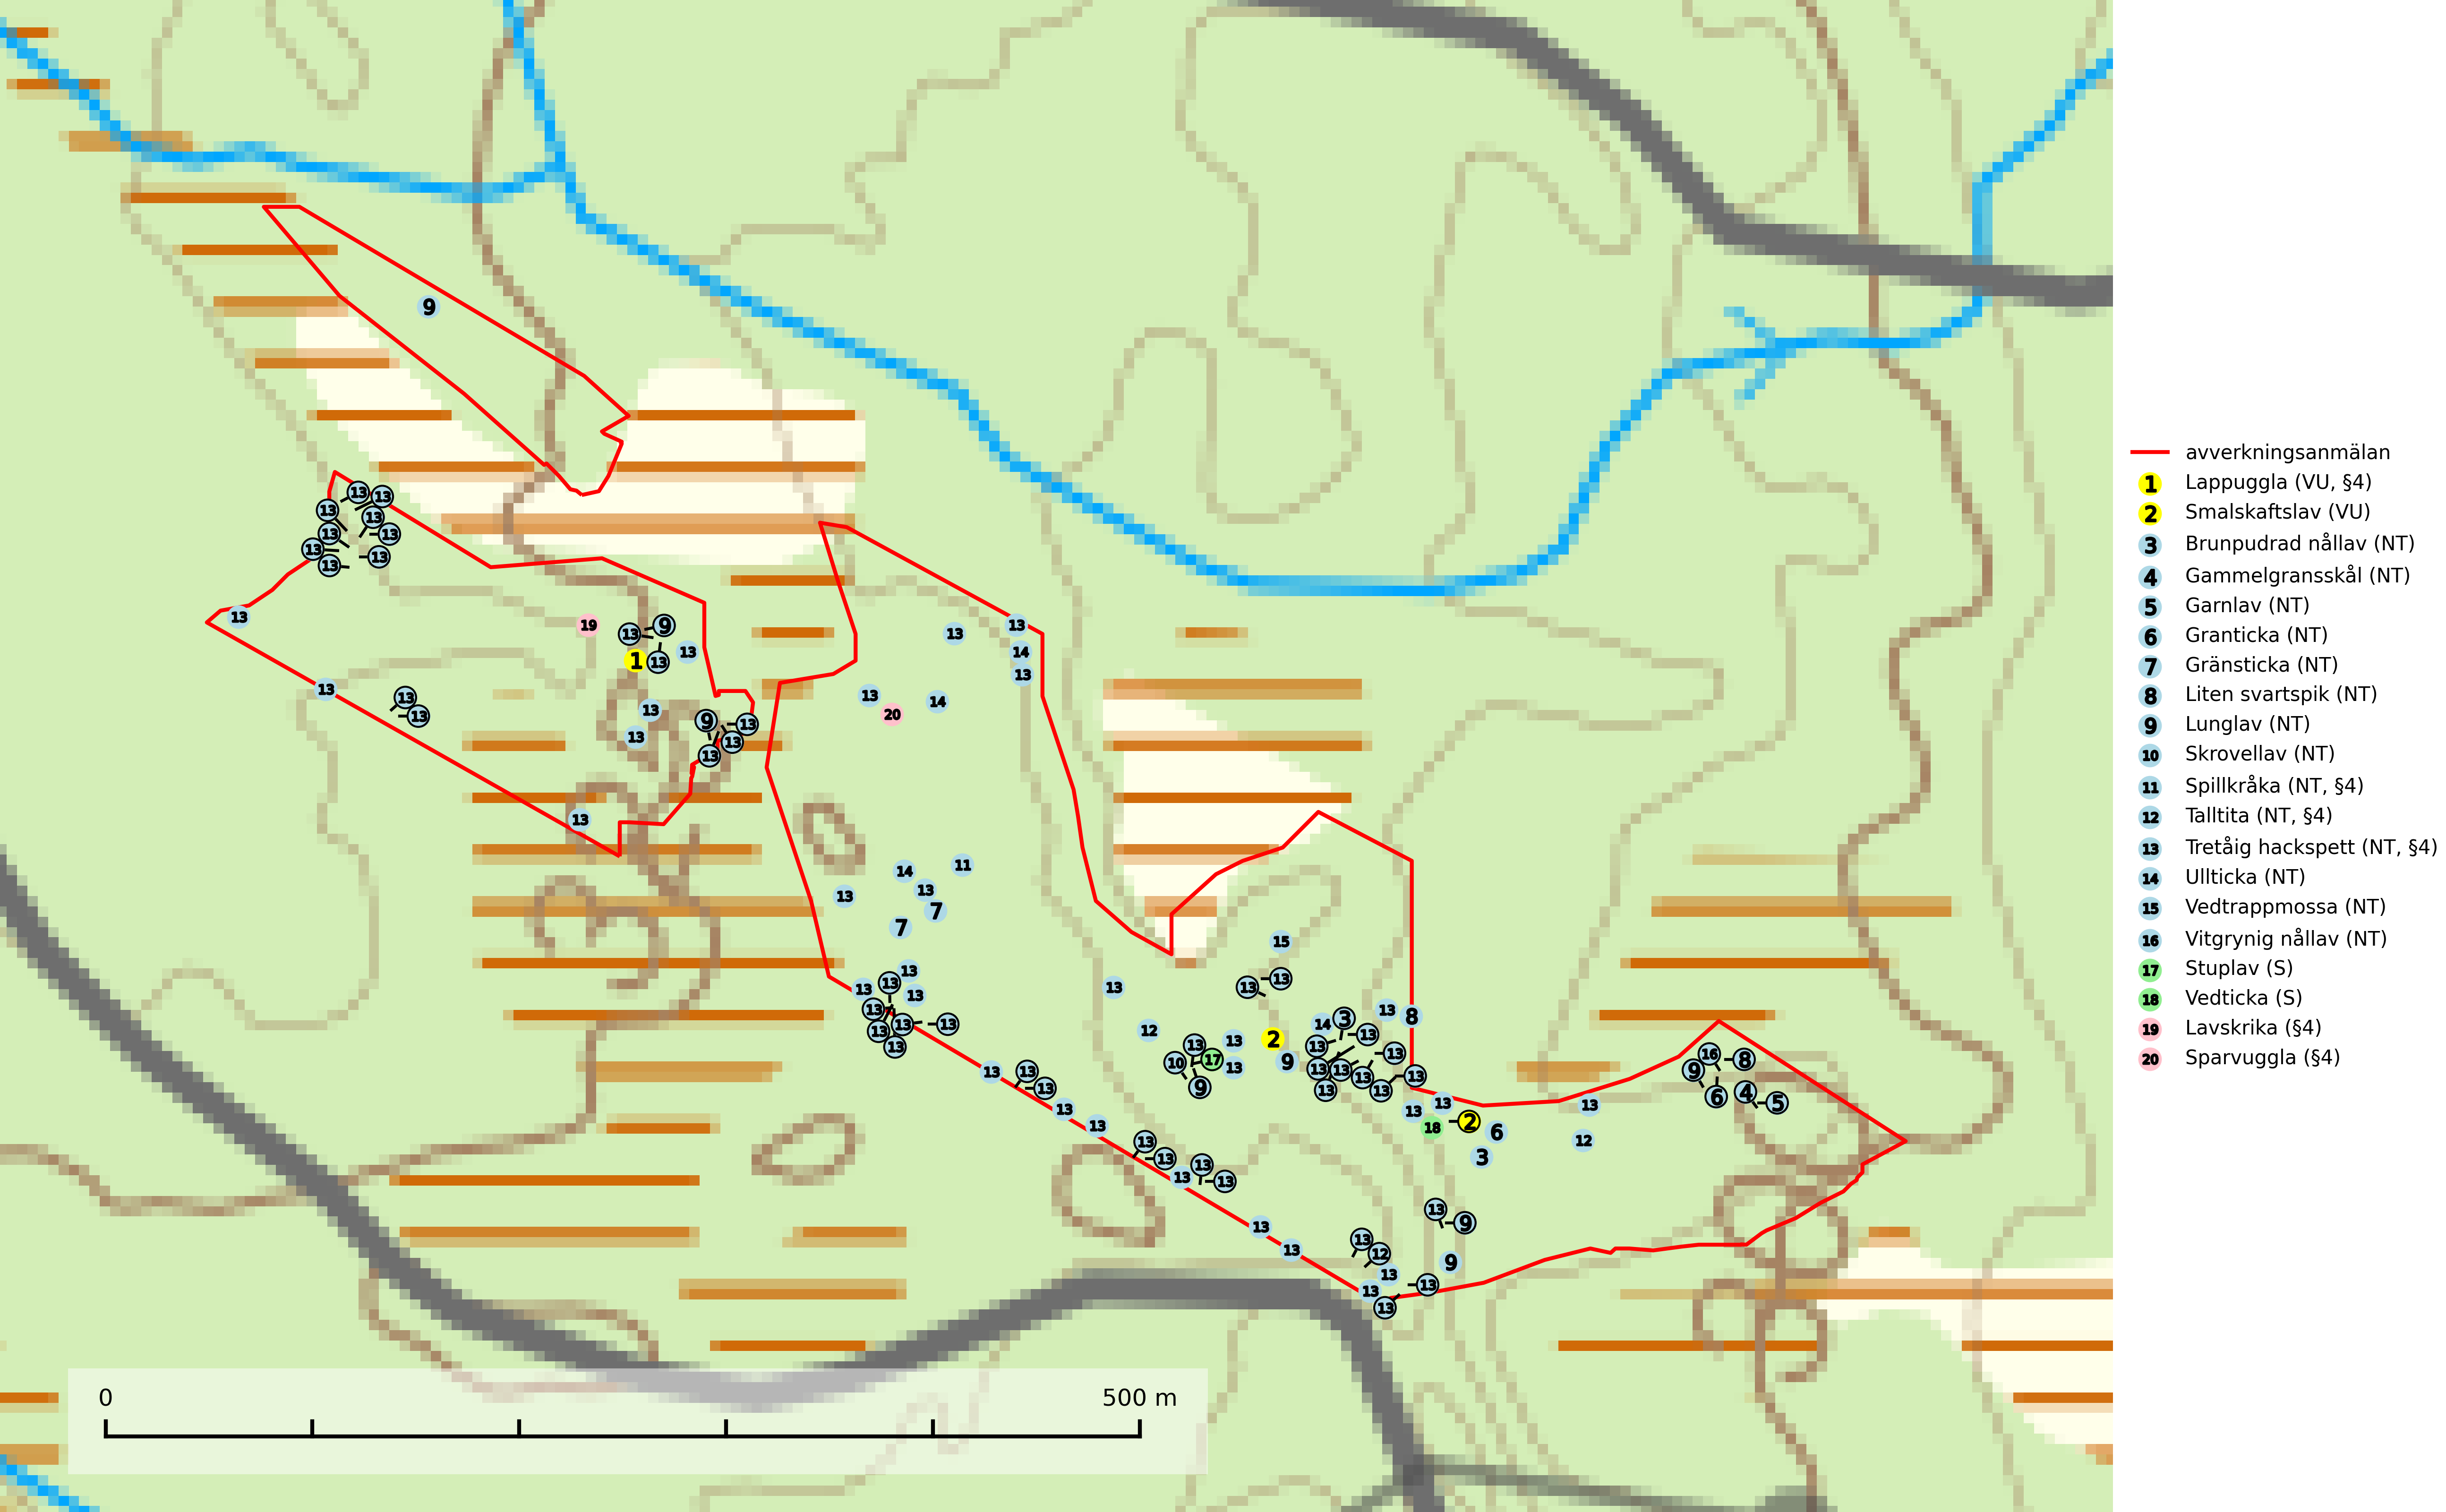 avverkningsanmälan
1 Lappuggla (VU, §4)
2 Smalskaftslav (VU)
3 Brunpudrad nållav (NT)
4 Gammelgransskål (NT)
5 Garnlav (NT)
6 Granticka (NT)
7 Gränsticka (NT)
8 Liten svartspik (NT)
9 Lunglav (NT)
10 Skrovellav (NT)
11 Spillkråka (NT, §4)
12 Talltita (NT, §4)
13 Tretåig hackspett (NT, §4)
14 Ullticka (NT)
15 Vedtrappmossa (NT)
16 Vitgrynig nållav (NT)
17 Stuplav (S)
18 Vedticka (S)
19 Lavskrika (§4)
20 Sparvuggla (§4)
0 500 m